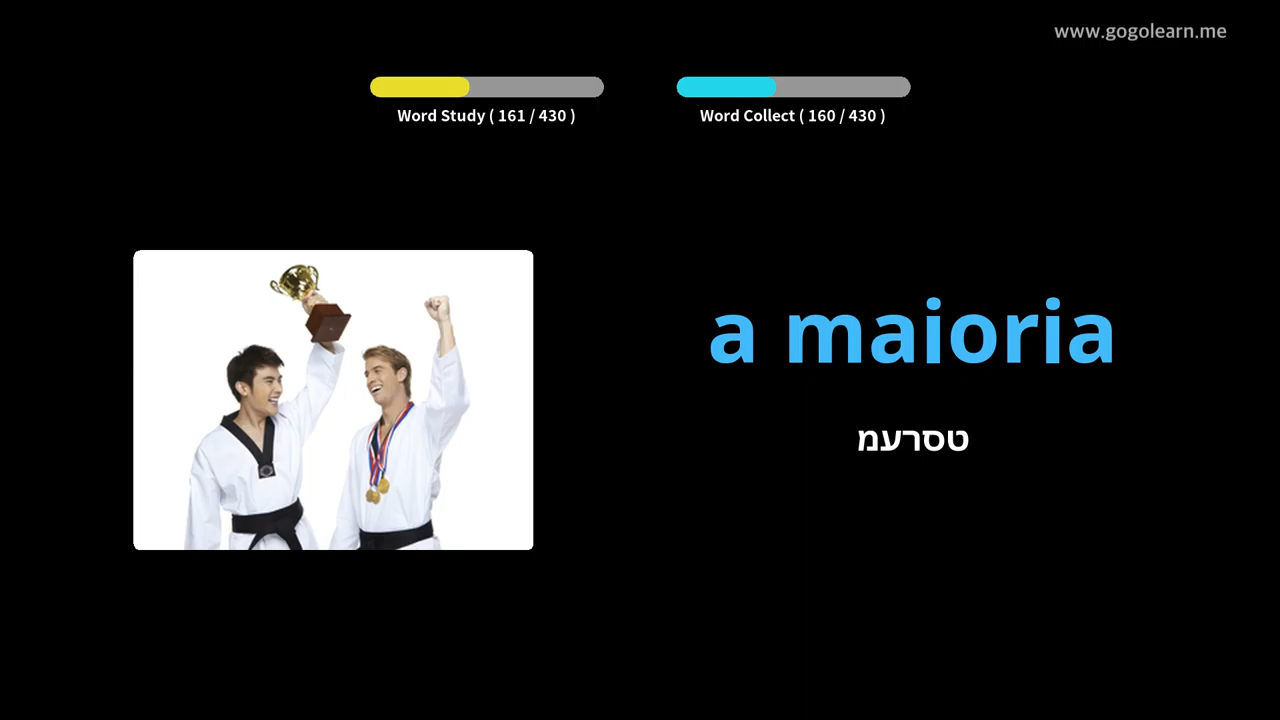 www.gogolearn.me
Word Study ( 161 / 430 )
Word Collect ( 160 / 430 )
a maioria
טסרעמ